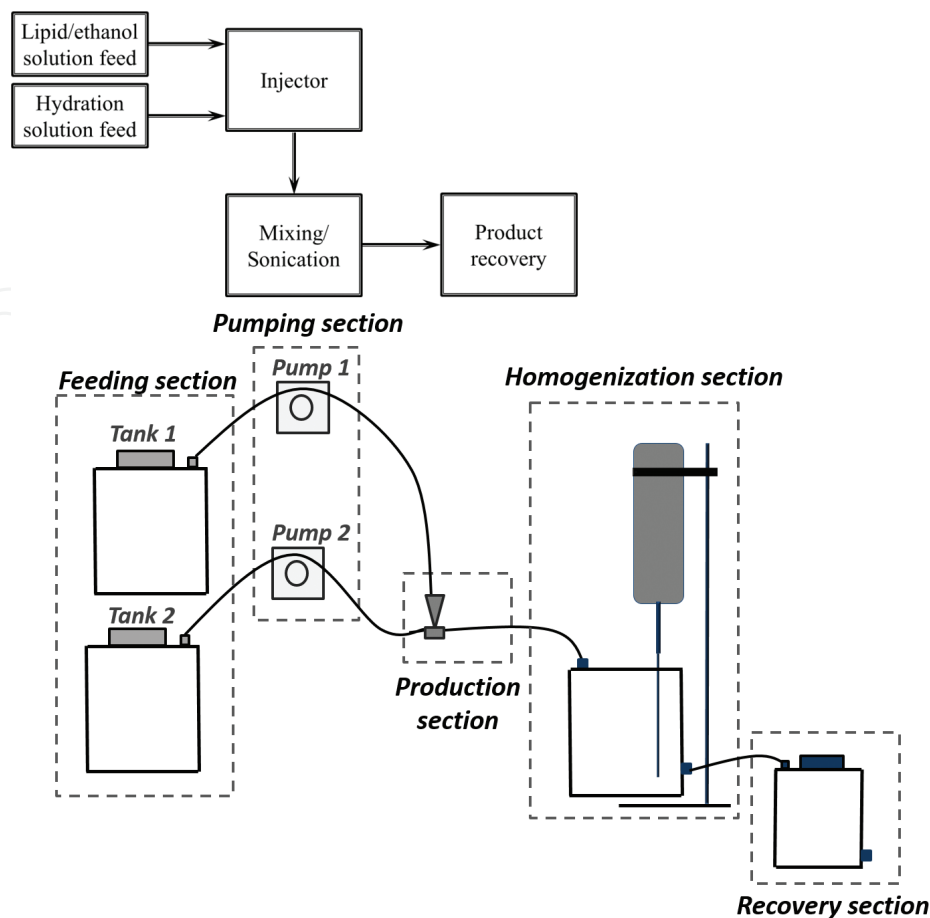 Lipid/ethanol
solution feed
Hydration
solution feed
Injector
Mixing/
Sonication
Product
recovery
Pumping section
Feeding section
Pump 1
Homogenization section
Tank 1
Pump 2
Tank 2
Production
section
Recovery section